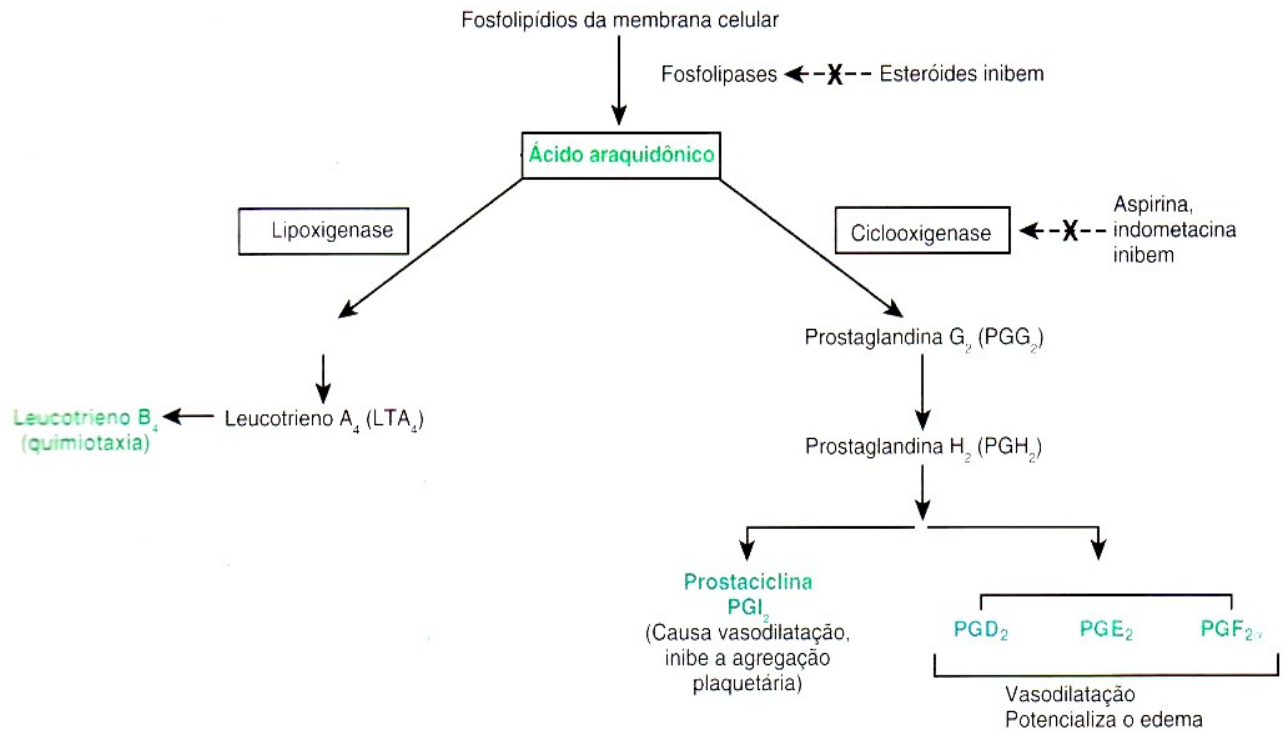 Fosfolipídios da membrana celular
Fosfolipases
Esteróides inibem
Ácido araquidônico
Lipoxigenase
Ciclooxigenase
Aspirina,
indometacina
inibem
Prostaglandina G₂ (PGG₂)
Leucotrieno B₄
(quimiotaxia)
Leucotrieno A₄ (LTA₄)
Prostaglandina H₂ (PGH₂)
Prostaciclina
PGI₂
(Causa vasodilatação,
inibe a agregação
plaquetária)
PGD₂
PGE₂
Vasodilatação
Potencializa o edema